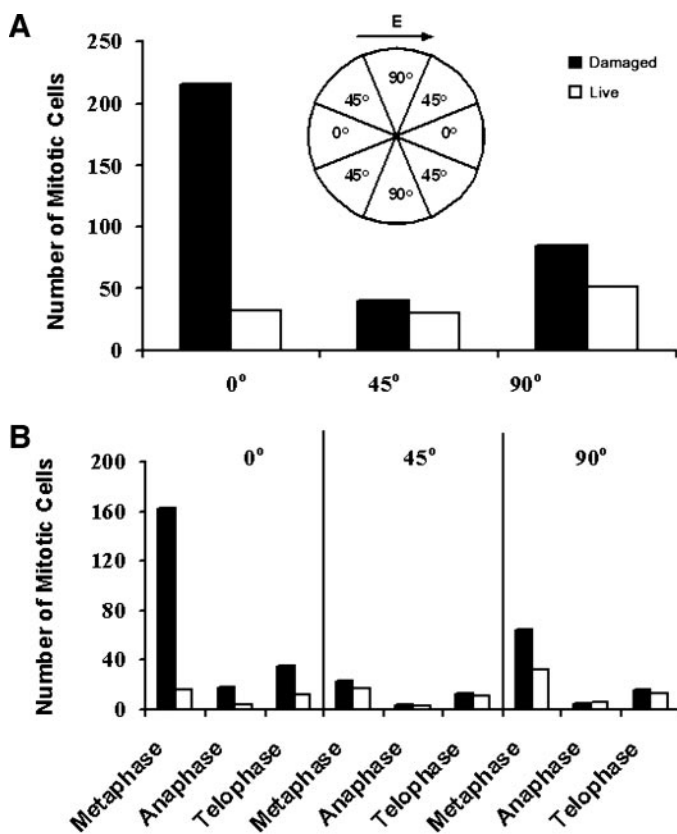 A
E
Number of Mitotic Cells
250
200
150
100
50
0
90°
45° 45°
0° 0°
45° 45°
90°
Damaged
Live
0° 45° 90°
B
Number of Mitotic Cells
200
160
120
80
40
0
0° 45° 90°
Metaphase Anaphase Telophase Metaphase Anaphase Telophase Metaphase Anaphase Telophase